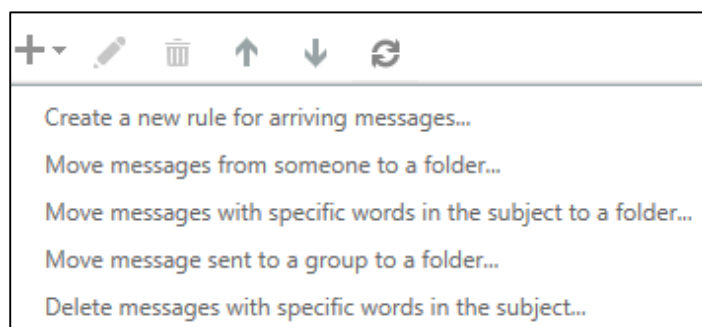 Create a new rule for arriving messages...
Move messages from someone to a folder...
Move messages with specific words in the subject to a folder...
Move message sent to a group to a folder...
Delete messages with specific words in the subject...